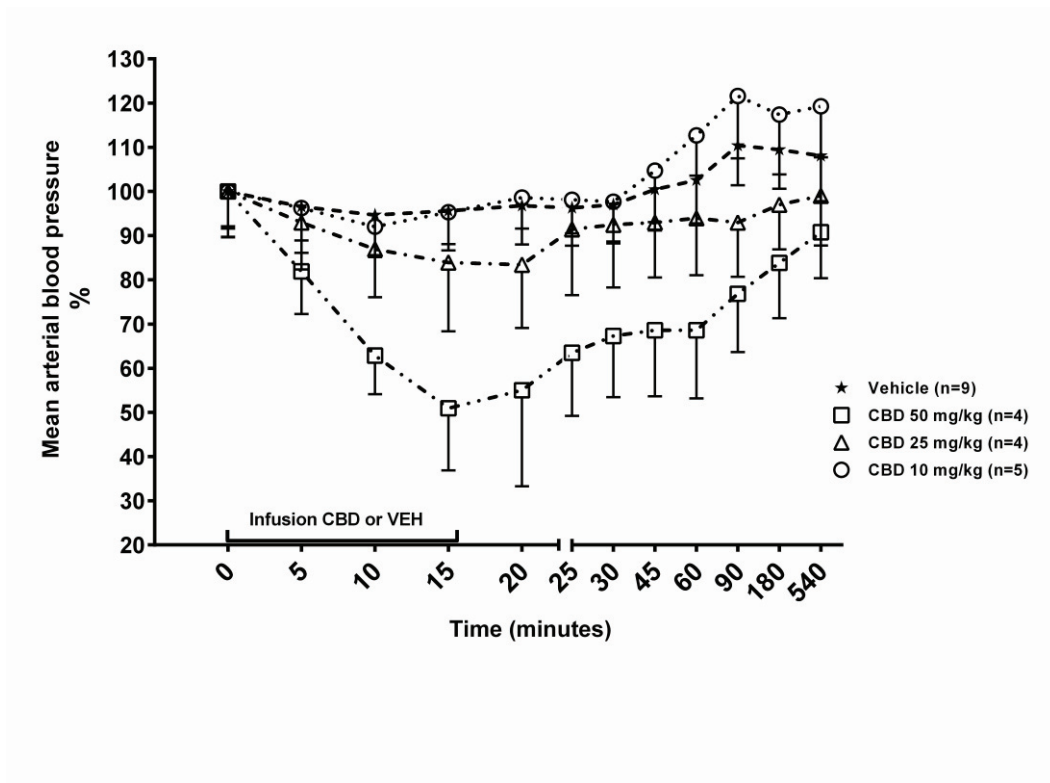 130
120
110
100
90
80
70
60
50
40
30
20
Mean arterial blood pressure
%
Infusion CBD or VEH
0 5 10 15 20 25 30 45 60 90 180 540
Time (minutes)
Vehicle (n=9)
CBD 50 mg/kg (n=4)
CBD 25 mg/kg (n=4)
CBD 10 mg/kg (n=5)